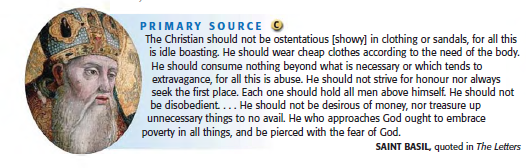 PRIMARY SOURCE C
The Christian should not be ostentatious [showy] in clothing or sandals, for all this
is idle boasting. He should wear cheap clothes according to the need of the body.
He should consume nothing beyond what is necessary or which tends to
extravagance, for all this is abuse. He should not strive for honour nor always
seek the first place. Each one should hold all men above himself. He should not
be disobedient. . . . He should not be desirous of money, nor treasure up
unnecessary things to no avail. He who approaches God ought to embrace
poverty in all things, and be pierced with the fear of God.
SAINT BASIL, quoted in The Letters